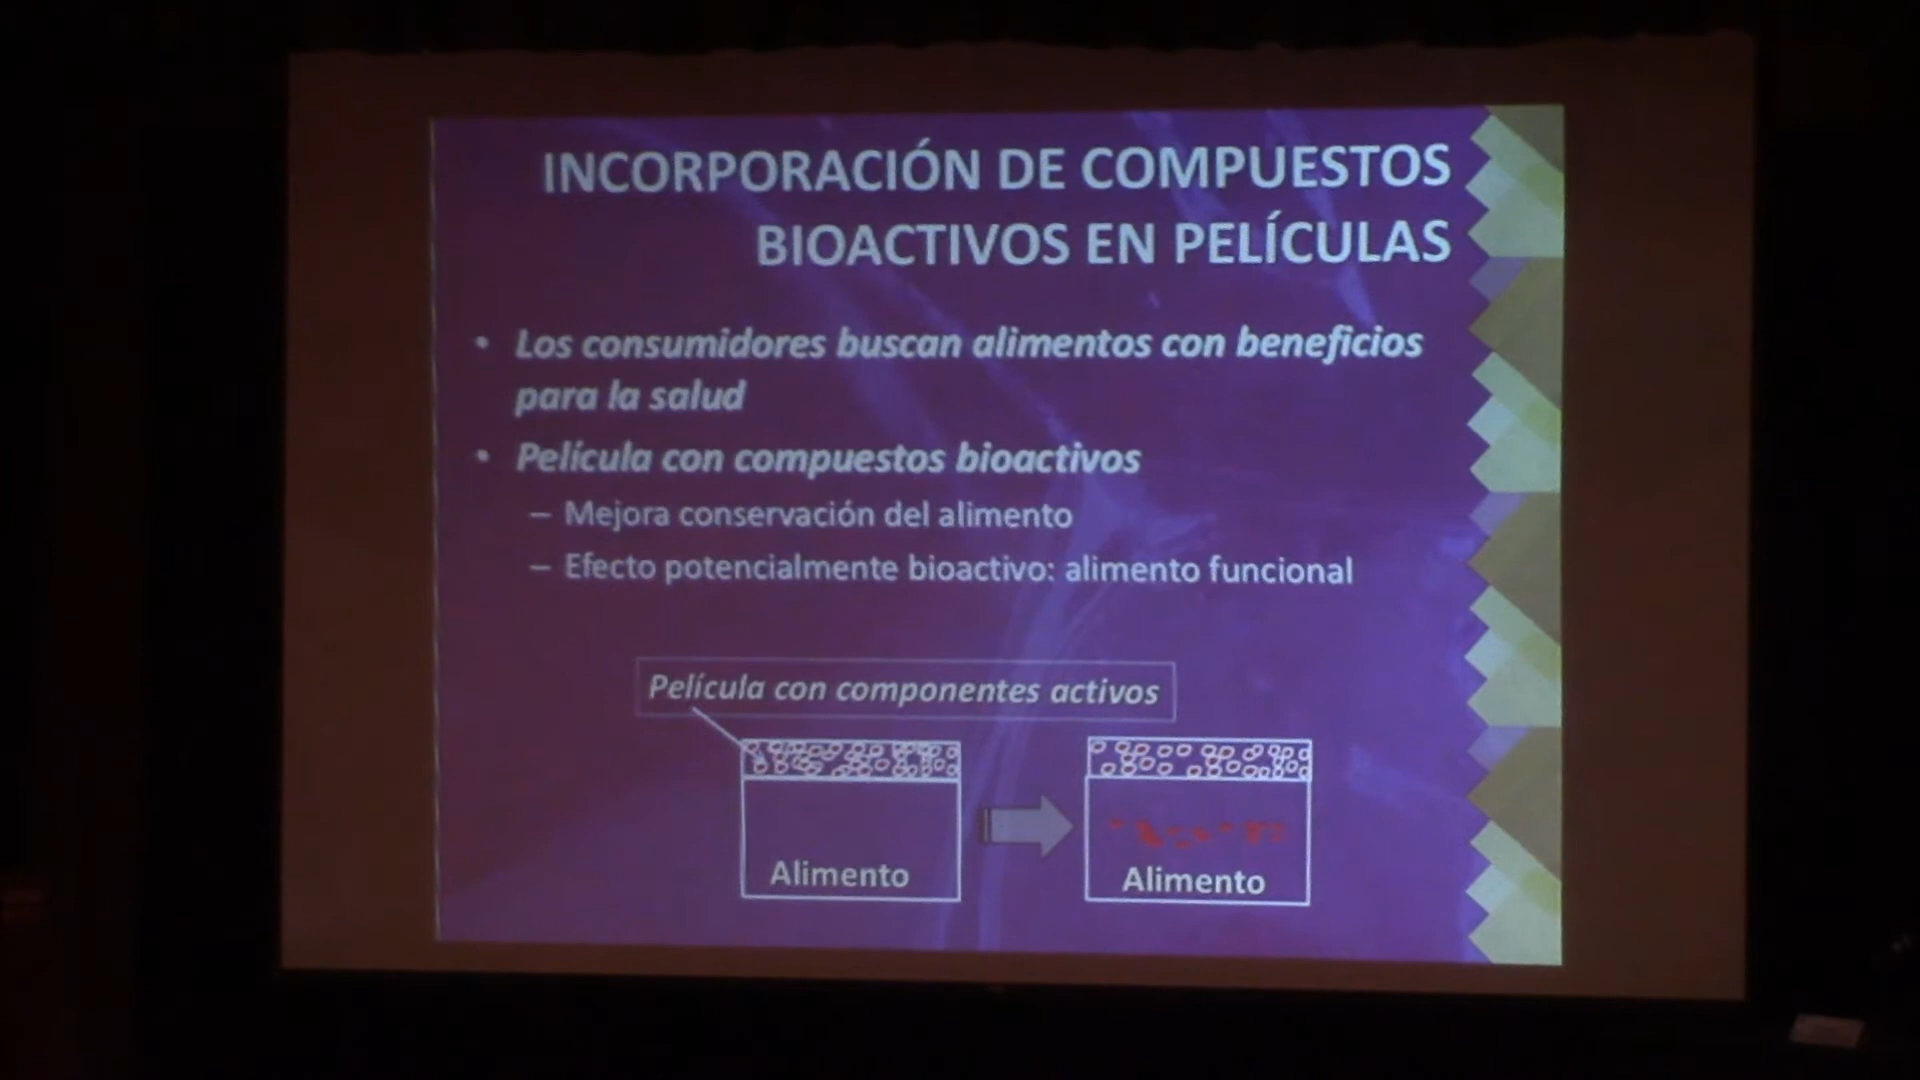 INCORPORACIÓN DE COMPUESTOS
BIOACTIVOS EN PELÍCULAS
• Los consumidores buscan alimentos con beneficios
para la salud
• Película con compuestos bioactivos
– Mejora conservación del alimento
– Efecto potencialmente bioactivo: alimento funcional
Película con componentes activos
Alimento
Alimento